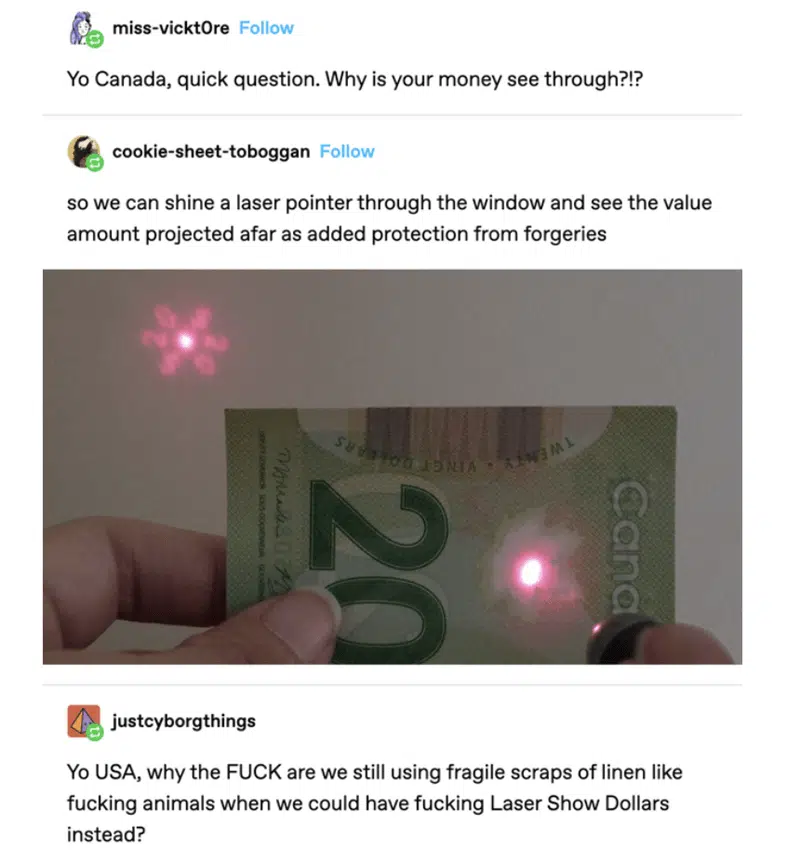 miss-vickt0re Follow
Yo Canada, quick question. Why is your money see through?!?
cookie-sheet-toboggan Follow
so we can shine a laser pointer through the window and see the value
amount projected afar as added protection from forgeries
TWENTY • VINGT DOLLARS
20
Cana
justcyborgthings
Yo USA, why the FUCK are we still using fragile scraps of linen like
fucking animals when we could have fucking Laser Show Dollars
instead?